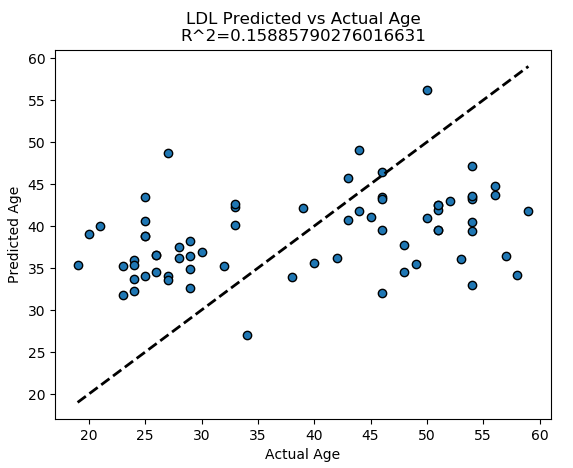 LDL Predicted vs Actual Age
R^2=0.15885790276016631
60
55
50
45
40
35
30
25
20
Predicted Age
20 25 30 35 40 45 50 55 60
Actual Age